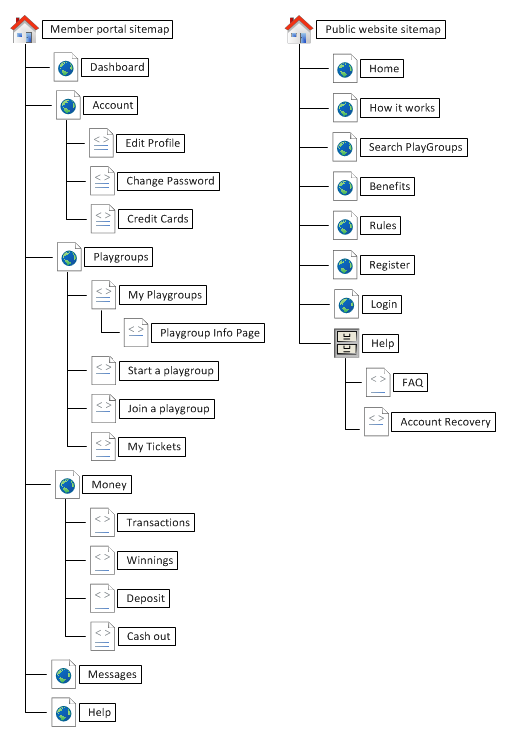 Member portal sitemap
Dashboard
Account
Edit Profile
Change Password
Credit Cards
Playgroups
My Playgroups
Playgroup Info Page
Start a playgroup
Join a playgroup
My Tickets
Money
Transactions
Winnings
Deposit
Cash out
Messages
Help
Public website sitemap
Home
How it works
Search PlayGroups
Benefits
Rules
Register
Login
Help
FAQ
Account Recovery